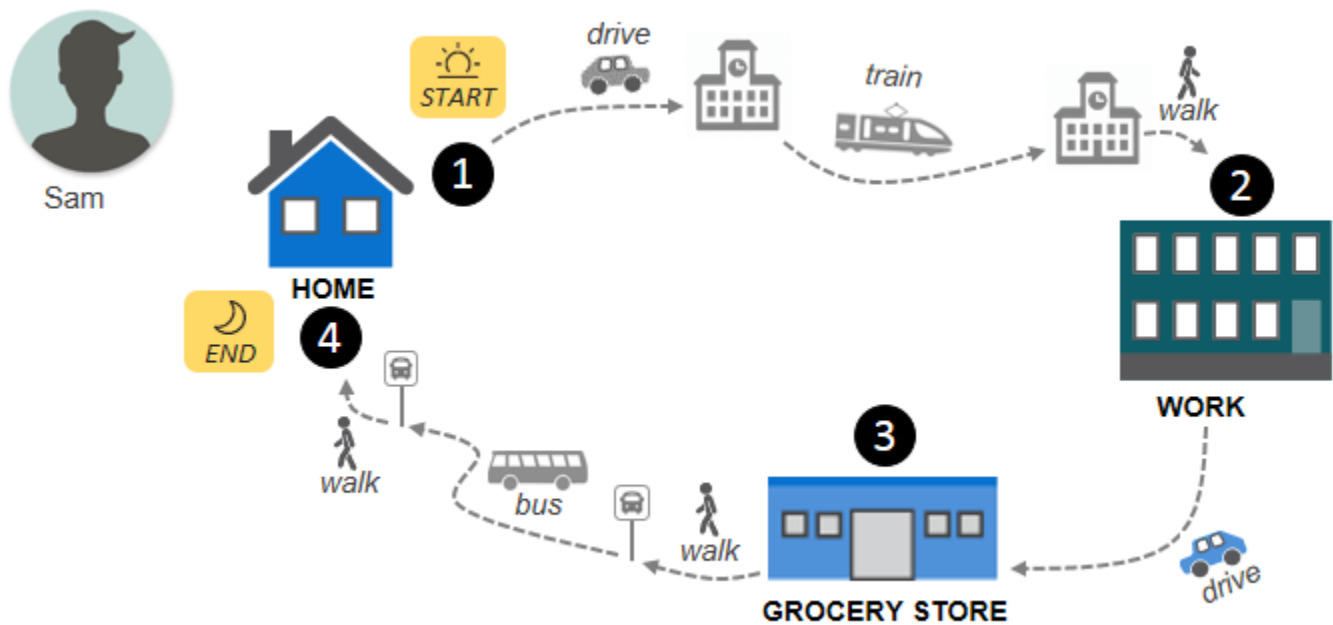 Sam
START
1
drive
train
walk
2
HOME
4
END
WORK
drive
3
GROCERY STORE
walk
bus
walk